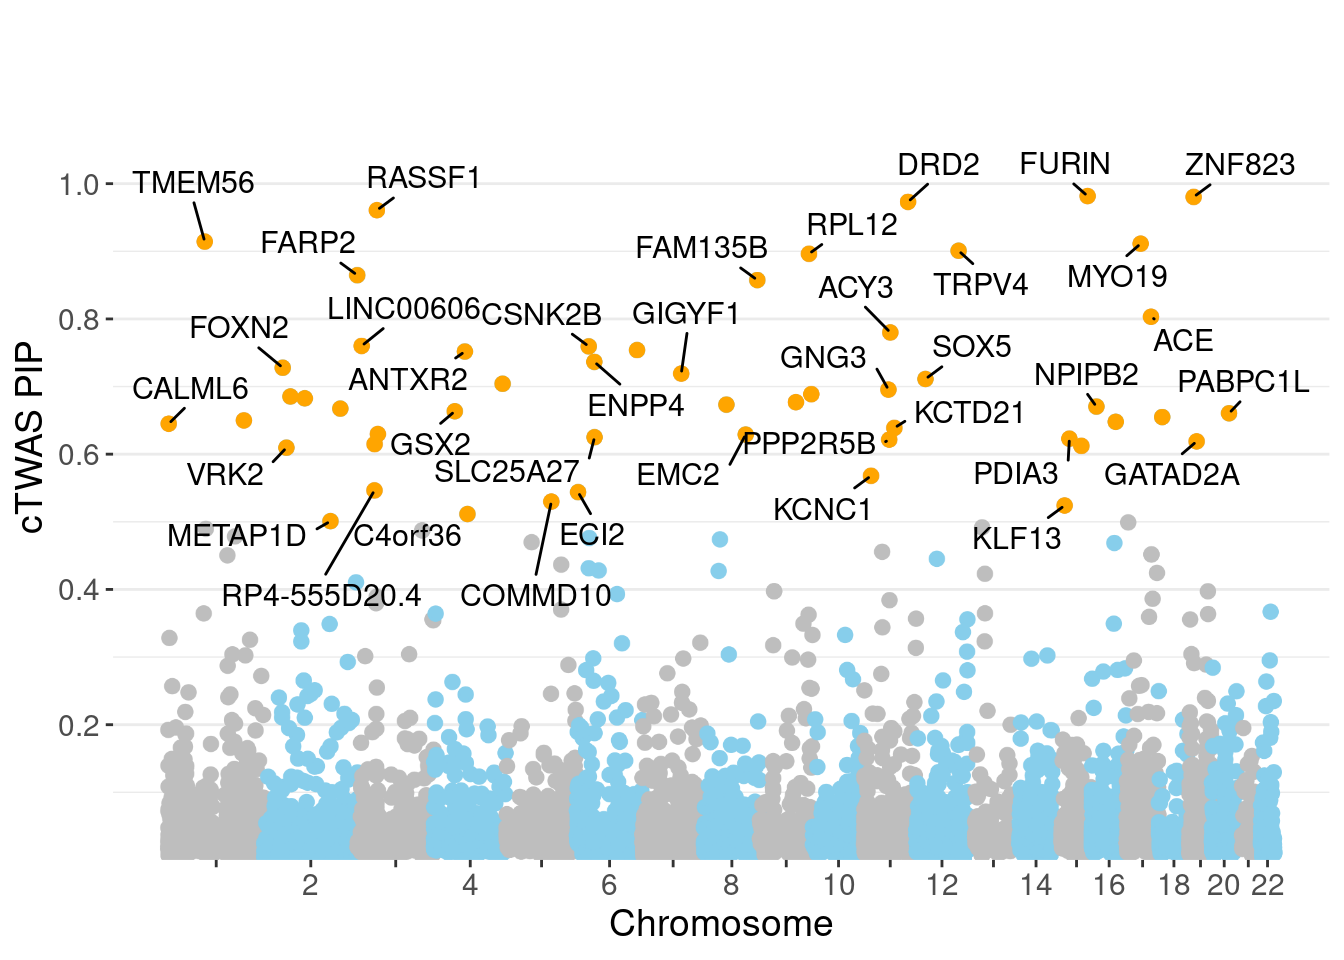 DRD2
FURIN
ZNF823
TMEM56
RASSF1
1.0
RPL12
FARP2
FAM135B
MYO19
TRPV4
ACY3
LINC00606
CSNK2B
GIGYF1
0.8
FOXN2
ACE
SOX5
GNG3
NPIPB2
ANTXR2
PABPC1L
CALML6
ENPP4
KCTD21
GSX2
PPP2R5B
0.6
SLC25A27
VRK2
EMC2
PDIA3
GATAD2A
KCNC1
METAP1D
C4orf36
ECI2
KLF13
0.4
RP4-555D20.4
COMMD10
0.2
cTWAS PIP
2 4 6 8 10 12 14 16 18 20 22
Chromosome